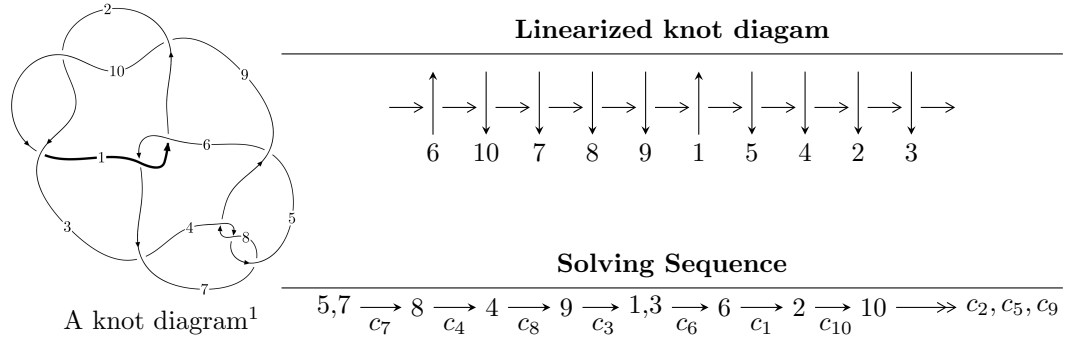 2
10
9
1
6
3
4
8
5
7
A knot diagram¹
Linearized knot diagam
6 10 7 8 9 1 5 4 2 3
Solving Sequence
5,7 c₇ 8 c₄ 4 c₈ 9 c₃ 1,3 c₆ 6 c₁ 2 c₁₀ 10 c₂, c₅, c₉